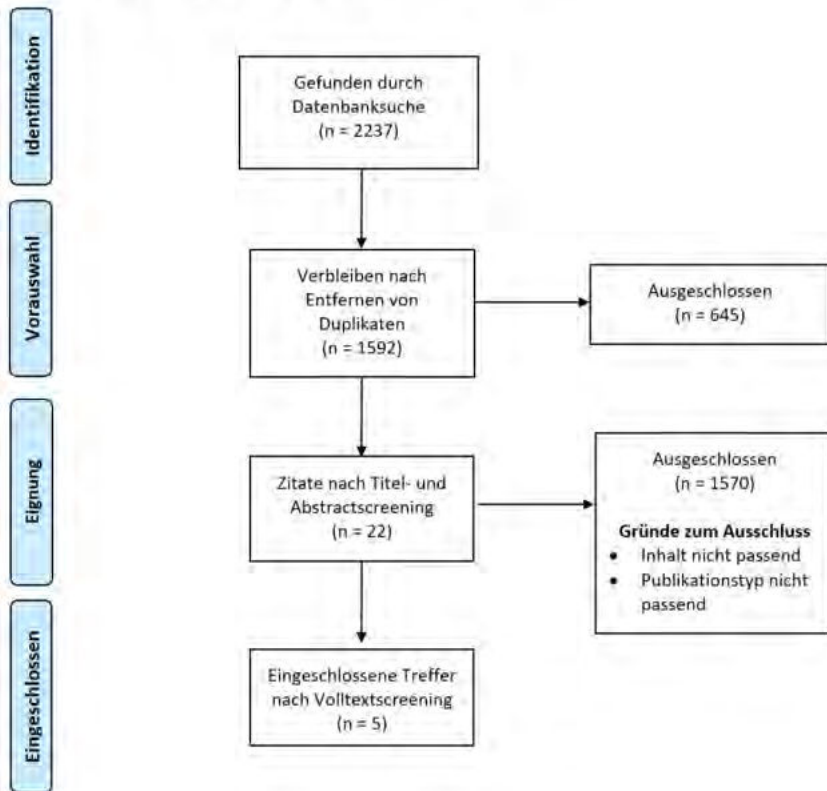 Identifikation
Gefunden durch
Datenbanksuche
(n = 2237)
Vorauswahl
Verbleiben nach
Entfernen von
Duplikaten
(n = 1592)
Ausgeschlossen
(n = 645)
Eignung
Zitate nach Titel- und
Abstractscreening
(n = 22)
Ausgeschlossen
(n = 1570)
Gründe zum Ausschluss
• Inhalt nicht passend
• Publikationstyp nicht
passend
Eingeschlossen
Eingeschlossene Treffer
nach Volltextscreening
(n = 5)